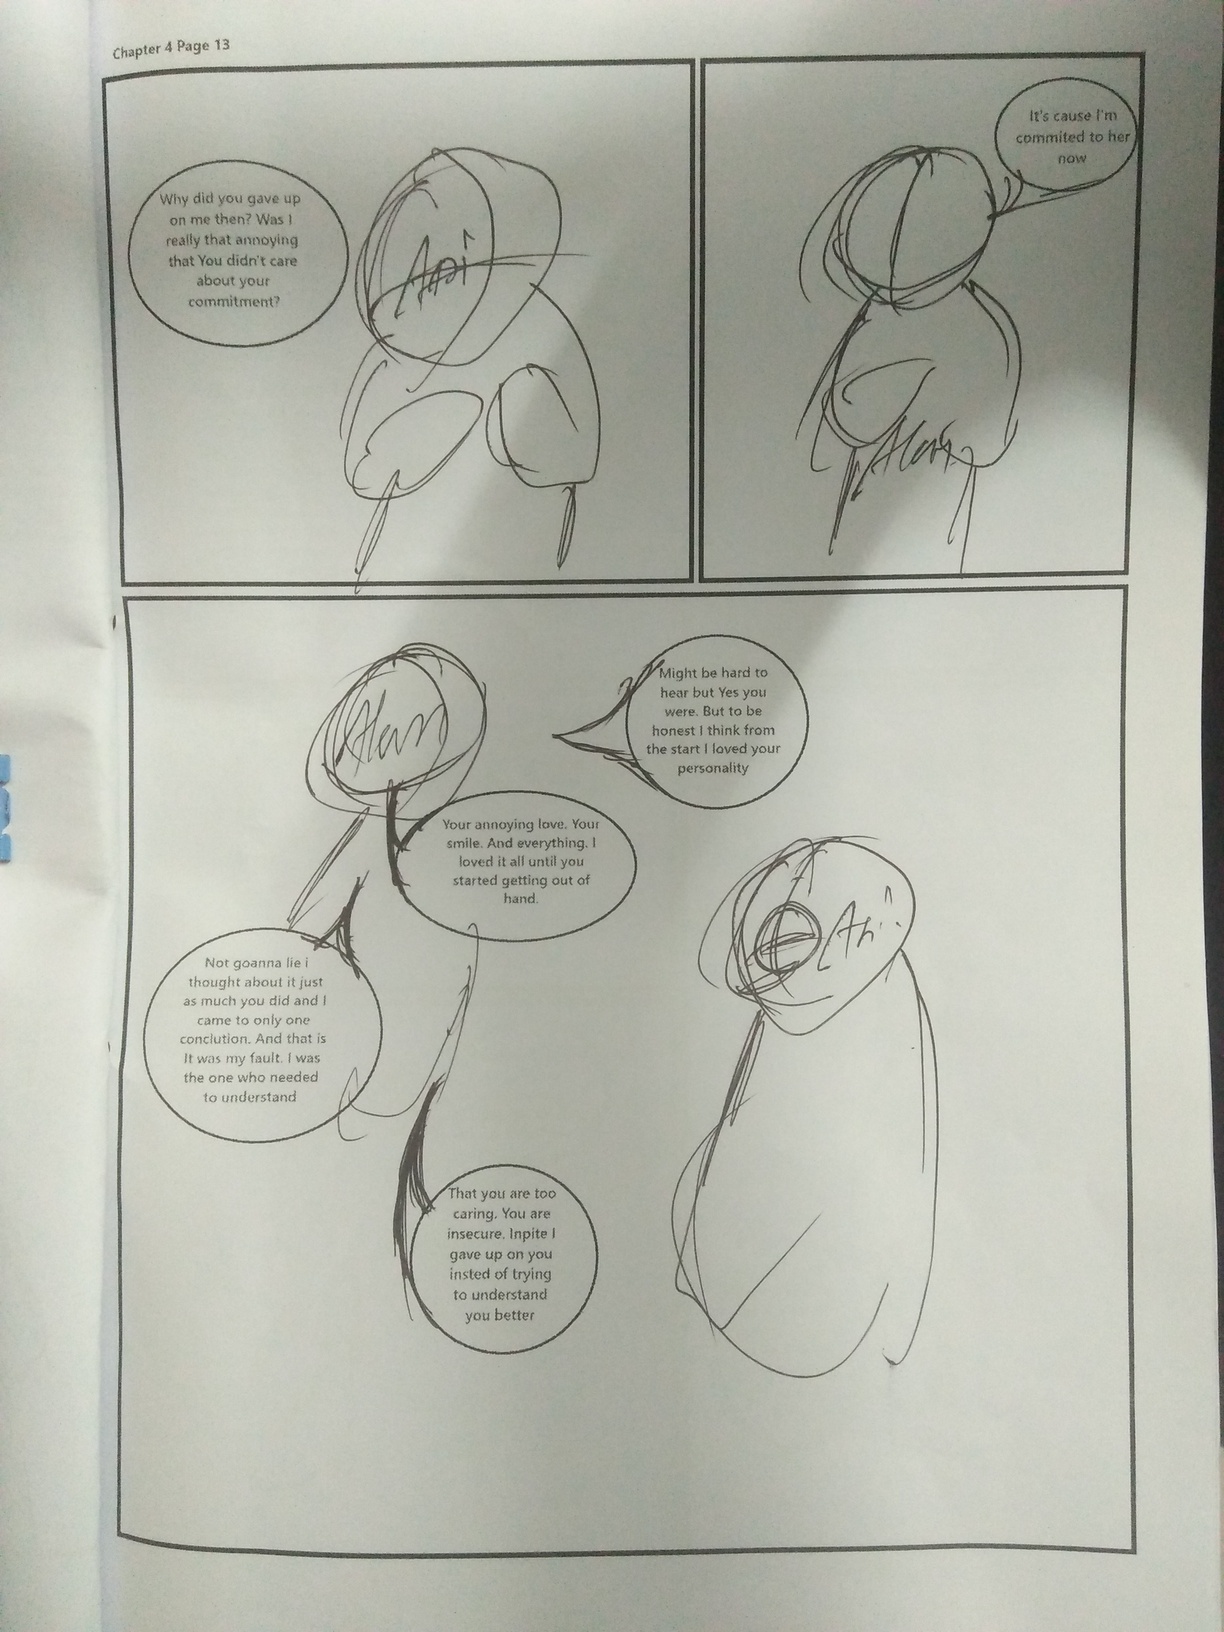 Chapter 4 Page 13
Why did you gave up
on me then? Was I
really that annoying
that You didn't care
about your
commitment?
Api
It's cause I'm
commited to her
now
Alan
Alan
Might be hard to
hear but Yes you
were. But to be
honest I think from
the start I loved your
personality
Your annoying love. Your
smile. And everything. I
loved it all until you
started getting out of
hand.
Not goanna lie i
thought about it just
as much you did and I
came to only one
conclution. And that is
It was my fault. I was
the one who needed
to understand
That you are too
caring. You are
insecure. Inpite I
gave up on you
insted of trying
to understand
you better